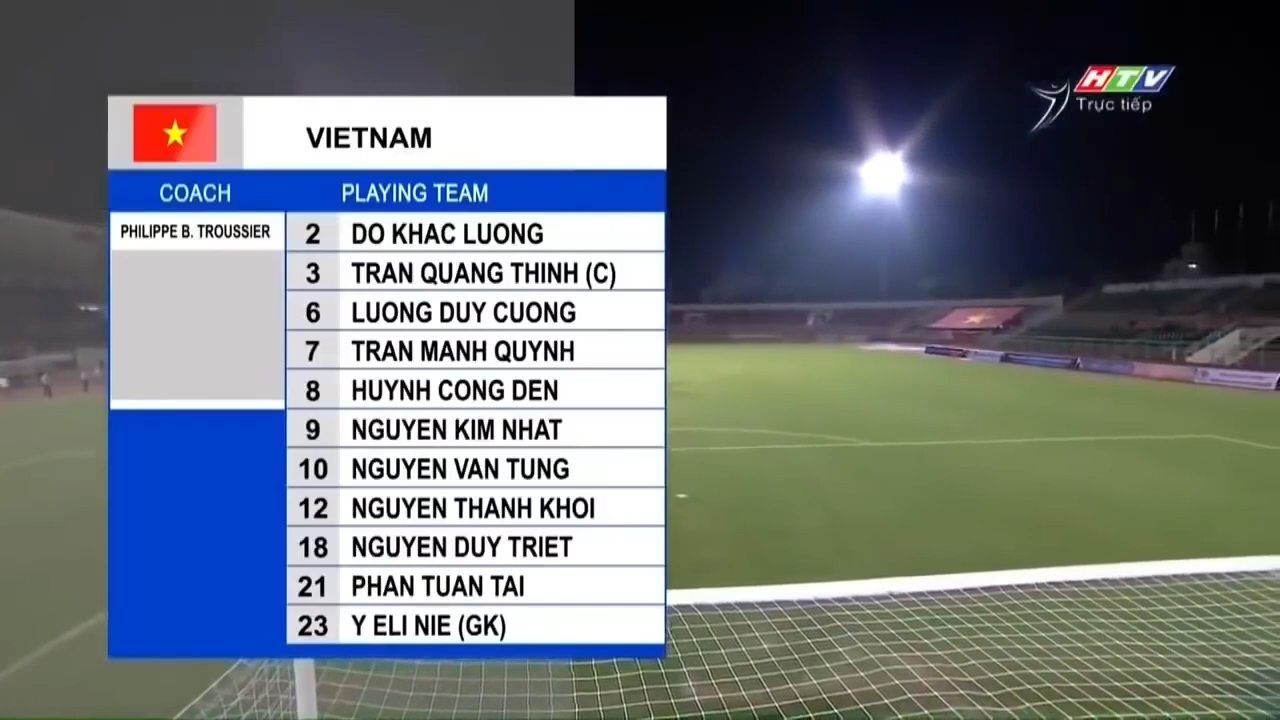 HTV
Trực tiếp
VIETNAM
COACH PLAYING TEAM
PHILIPPE B. TROUSSIER
2 DO KHAC LUONG
3 TRAN QUANG THINH (C)
6 LUONG DUY CUONG
7 TRAN MANH QUYNH
8 HUYNH CONG DEN
9 NGUYEN KIM NHAT
10 NGUYEN VAN TUNG
12 NGUYEN THANH KHOI
18 NGUYEN DUY TRIET
21 PHAN TUAN TAI
23 Y ELI NIE (GK)